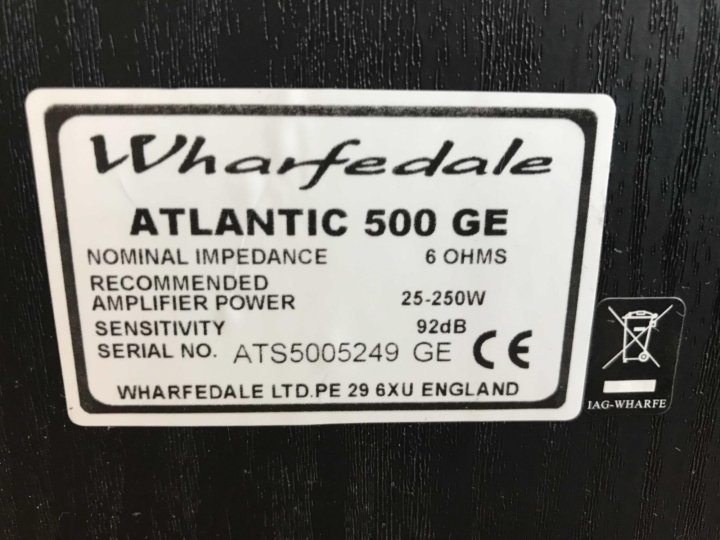 Wharfedale
ATLANTIC 500 GE
NOMINAL IMPEDANCE 6 OHMS
RECOMMENDED
AMPLIFIER POWER 25-250W
SENSITIVITY 92dB
SERIAL NO. ATS5005249 GE CE
WHARFEDALE LTD.PE 29 6XU ENGLAND
IAG-WHARFE